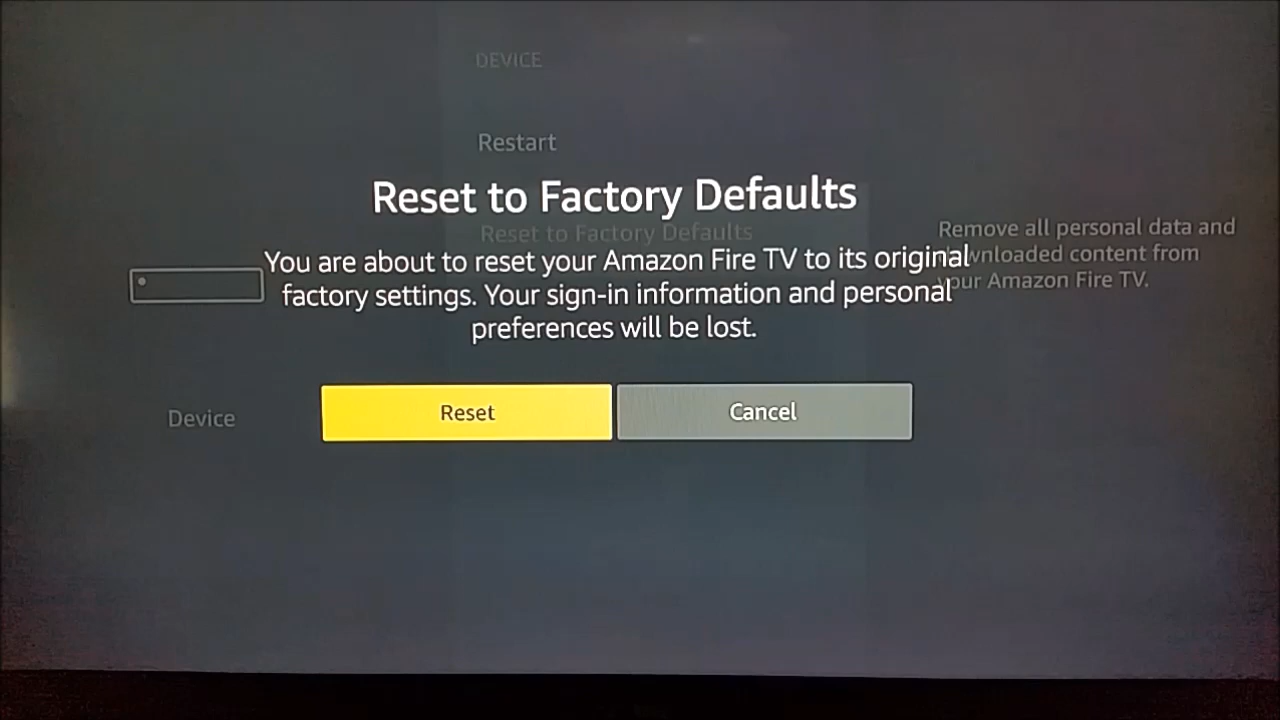 DEVICE
Restart
Reset to Factory Defaults
Reset to Factory Defaults
You are about to reset your Amazon Fire TV to its original
factory settings. Your sign-in information and personal
preferences will be lost.
Remove all personal data and
content from
Amazon Fire TV.
Device
Reset
Cancel